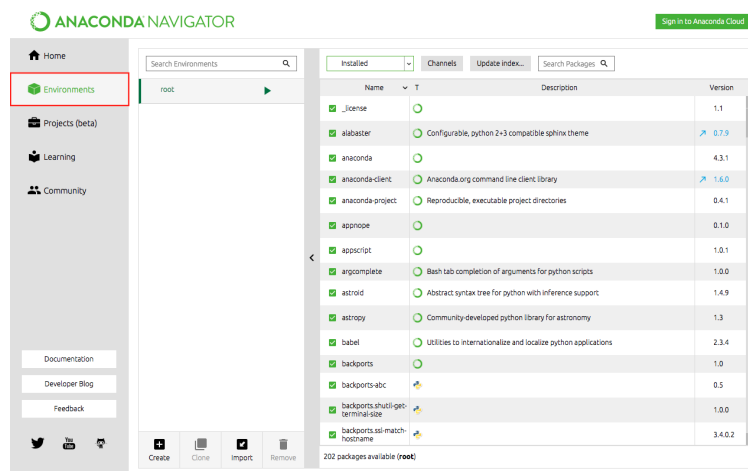 ANACONDA NAVIGATOR
Sign in to Anaconda Cloud
Home
Environments
Projects (beta)
Learning
Community
Documentation
Developer Blog
Feedback
You
Tube
Search Environments
root
Create
Clone
Import
Remove
Installed
Channels
Update index...
Search Packages
Name T Description Version
_license 1.1
alabaster Configurable, python 2+3 compatible sphinx theme 0.7.9
anaconda 4.3.1
anaconda-client Anaconda.org command line client library 1.6.0
anaconda-project Reproducible, executable project directories 0.4.1
appnope 0.1.0
appscript 1.0.1
argcomplete Bash tab completion of arguments for python scripts 1.0.0
astroid Abstract syntax tree for python with inference support 1.4.9
astropy Community-developed python library for astronomy 1.3
babel Utilities to internationalize and localize python applications 2.3.4
backports 1.0
backports-abc 0.5
backports.shutil-get-
terminal-size 1.0.0
backports.ssl-match-
hostname 3.4.0.2
202 packages available (root)